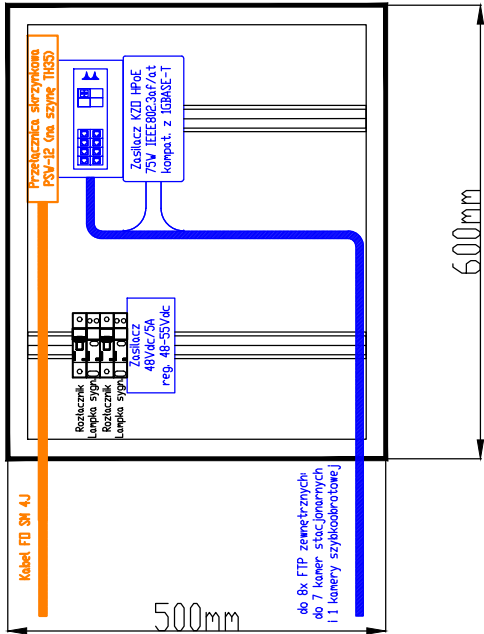 Przełącznica skrzynkowa
PSV-12 (na szynę TH35)
Zasilacz KZD HPoE
75W IEEE802.3af/at
kompat. z 1GBASE-T
600mm
Zasilacz
48Vdc/5A
reg. 48-55Vdc
Rozłacznik
Lampka sygn.
Rozłacznik
Lampka sygn.
Kabel FO SM 4J
do 8x FTP zewnętrznych:
do 7 kamer stacjonarnych
i 1 kamery szybkoobrotowej
500mm